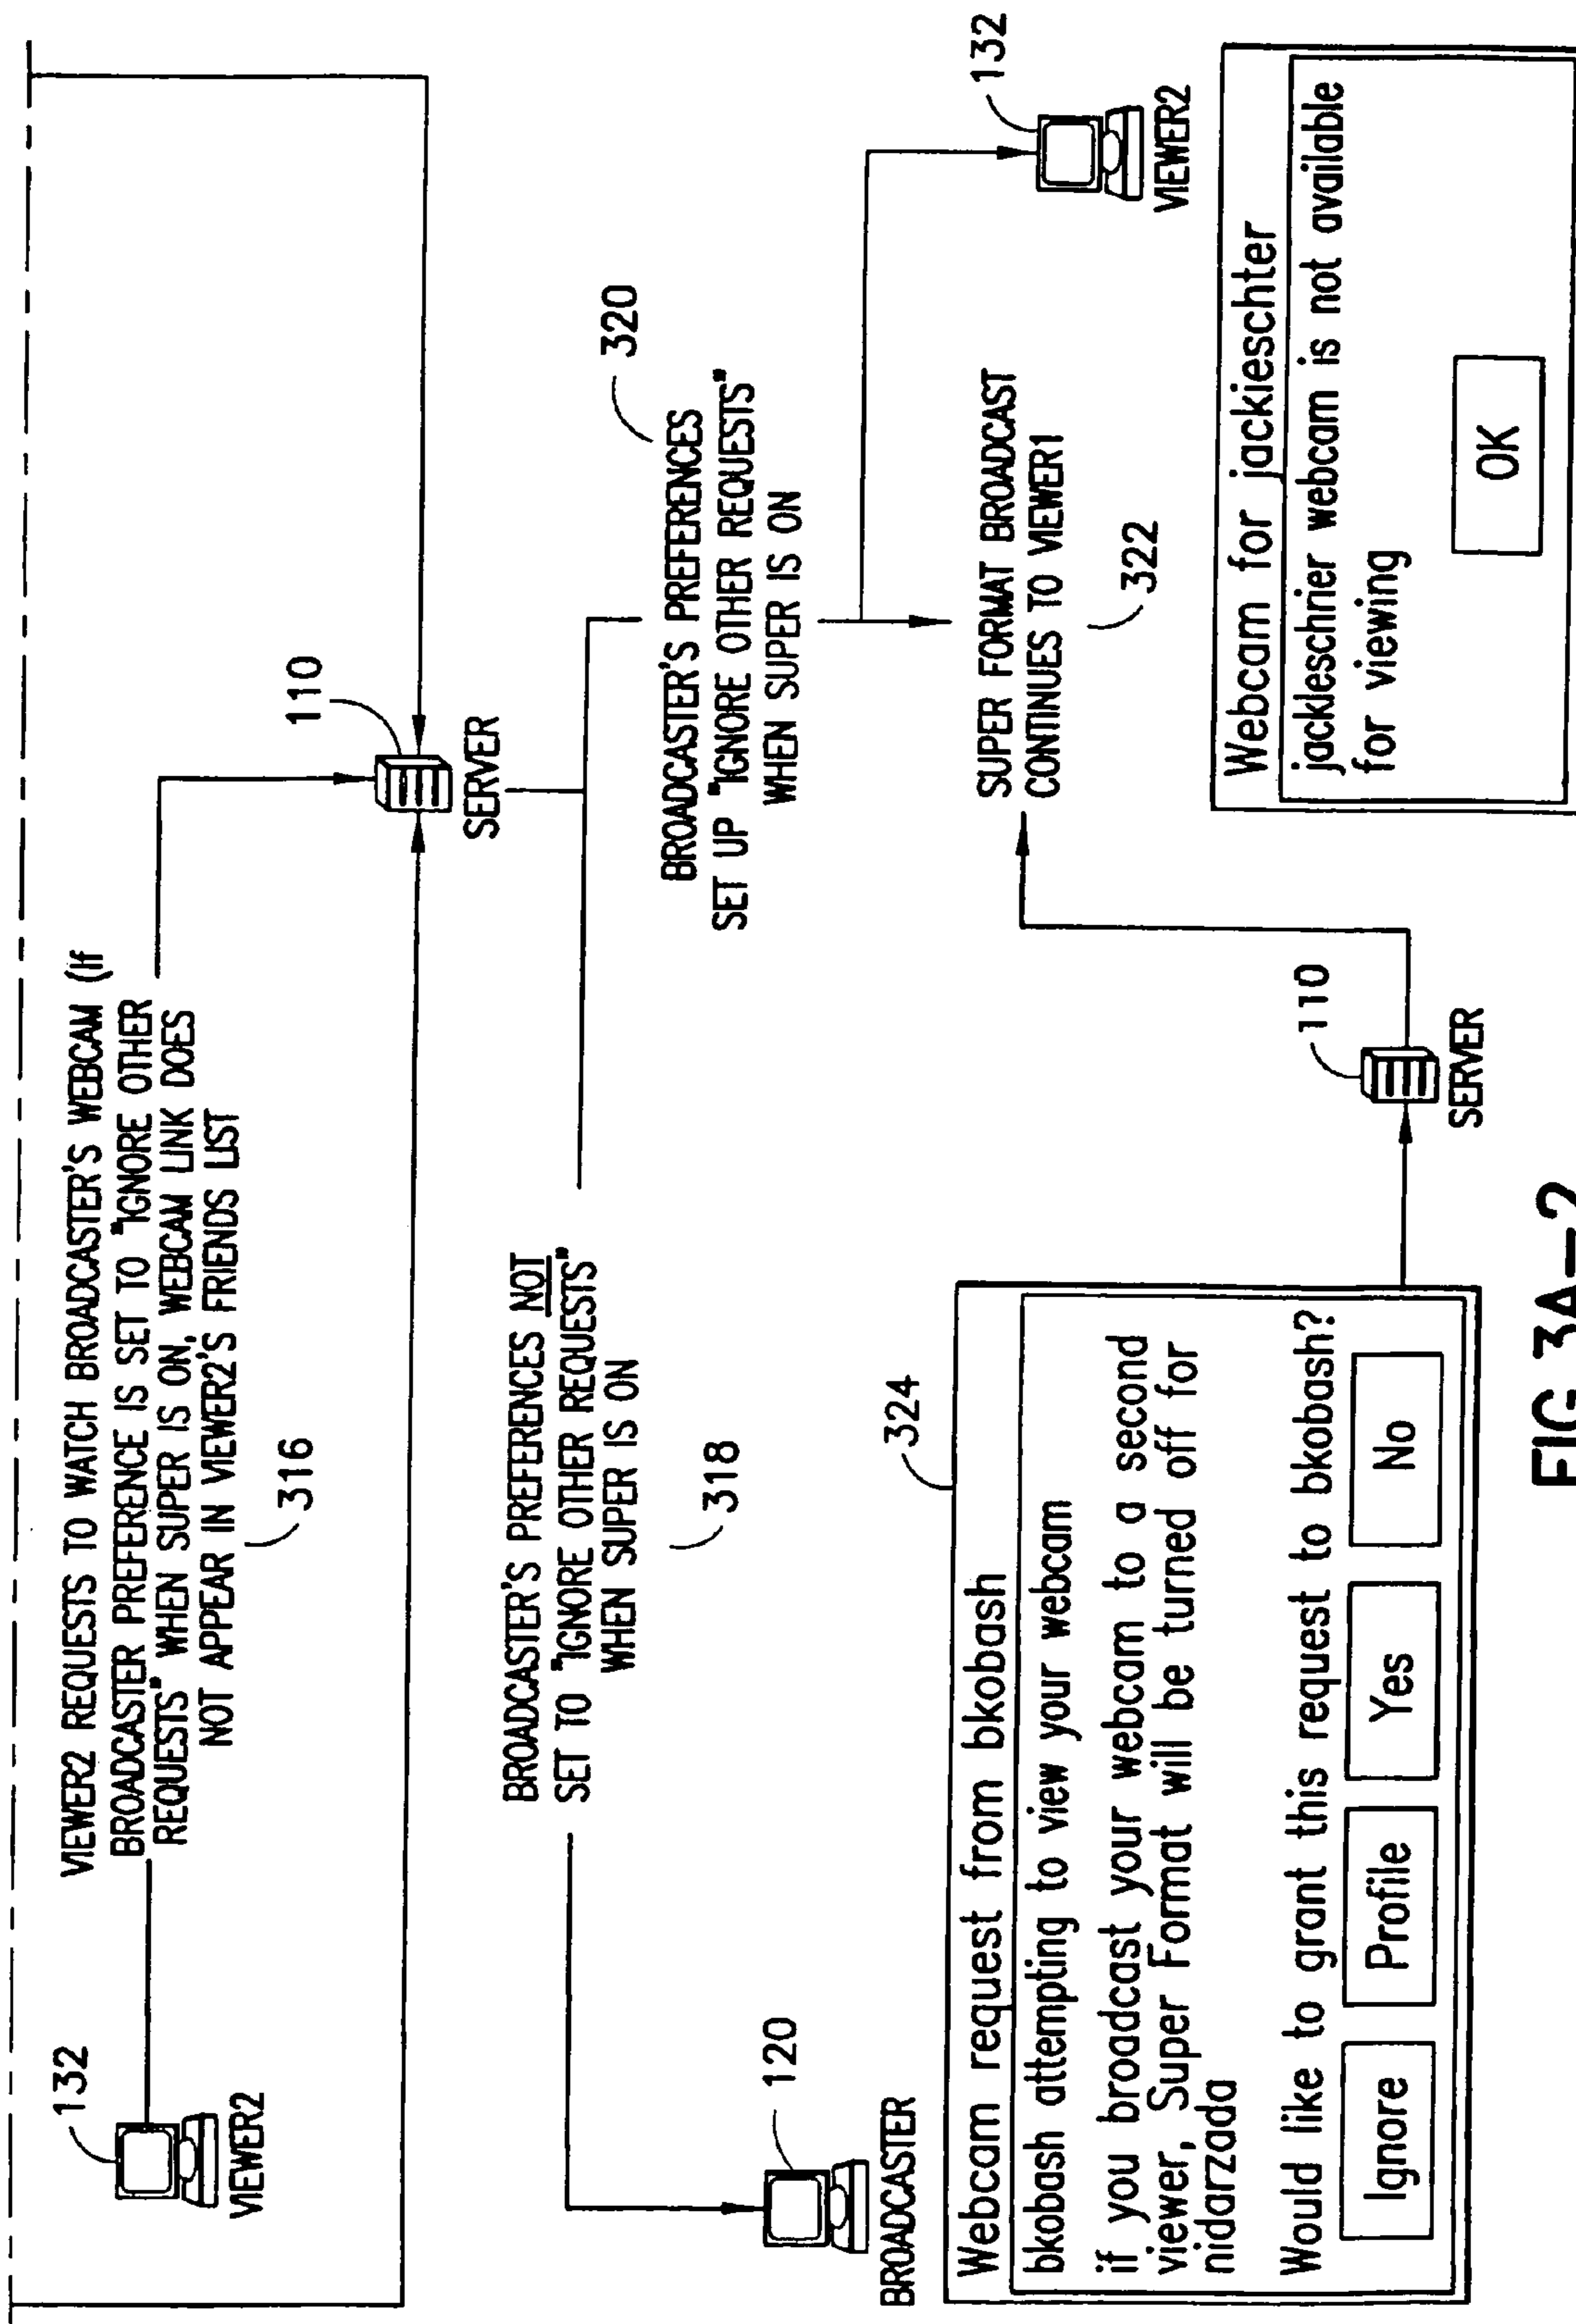 132
VIEWER2
VIEWER2 REQUESTS TO WATCH BROADCASTER'S WEBCAM (If
BROADCASTER PREFERENCE IS SET TO "IGNORE OTHER
REQUESTS" WHEN SUPER IS ON, WEBCAM LINK DOES
NOT APPEAR IN VIEWER2'S FRIENDS LIST
316
110
SERVER
BROADCASTER'S PREFERENCES NOT
SET TO "IGNORE OTHER REQUESTS"
WHEN SUPER IS ON
318
BROADCASTER'S PREFERENCES
SET UP "IGNORE OTHER REQUESTS"
WHEN SUPER IS ON
320
120
BROADCASTER
132
VIEWER2
SUPER FORMAT BROADCAST
CONTINUES TO VIEWER1
322
324
Webcam request from bkobash
bkobash attempting to view your webcam
if you broadcast your webcam to a second
viewer, Super Format will be turned off for
nidarzada
Would like to grant this request to bkobash?
Ignore
Profile
Yes
No
110
SERVER
Webcam for jackieschter
jackieschrier webcam is not available
for viewing
OK
FIG.3A-2